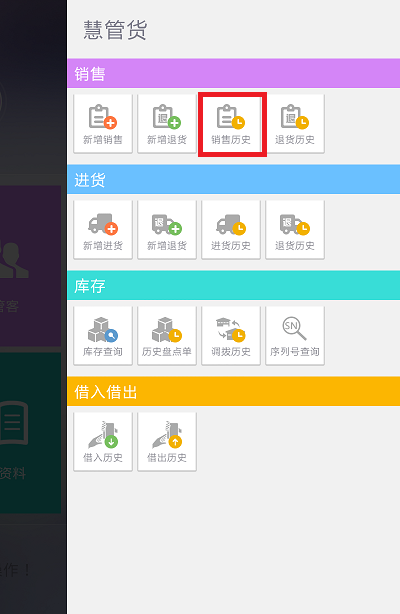 慧管货
销售
新增销售 新增退货 销售历史 退货历史
进货
新增进货 新增退货 进货历史 退货历史
库存
库存查询 历史盘点单 调拨历史 序列号查询
SN
借入借出
借入历史 借出历史
资料
作！